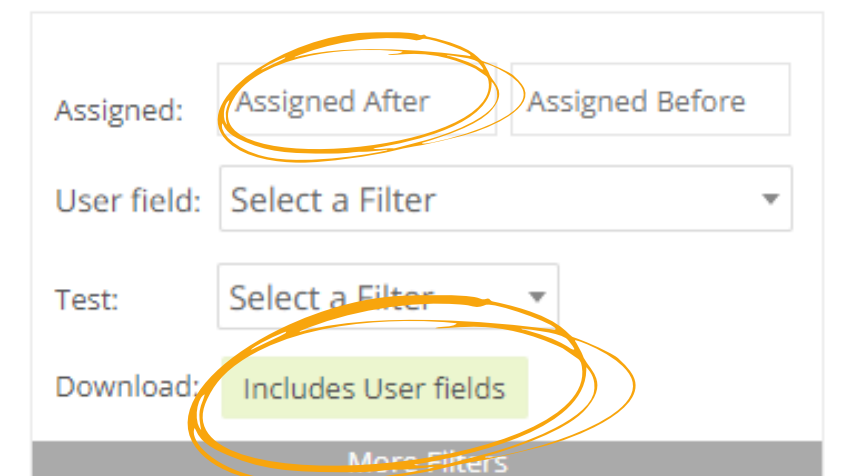 Assigned: Assigned After Assigned Before
User field: Select a Filter
Test: Select a Filter
Download: Includes User fields
More Filters